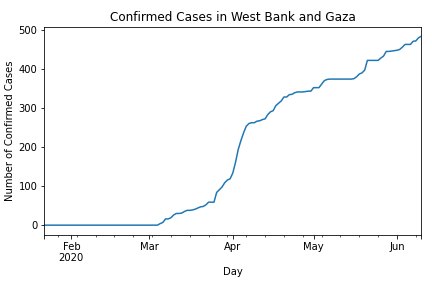 Confirmed Cases in West Bank and Gaza
Number of Confirmed Cases
500
400
300
200
100
0
Feb
2020
Mar
Apr
May
Jun
Day